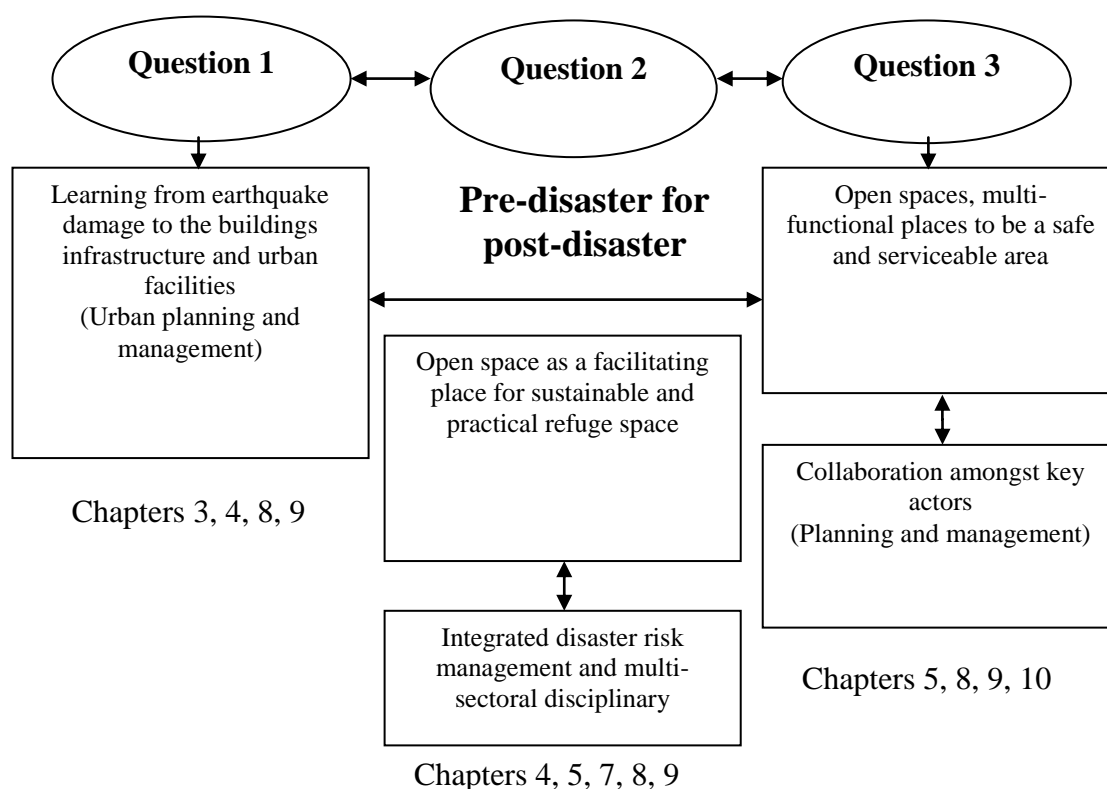 Question 1
Question 2
Question 3
Learning from earthquake
damage to the buildings
infrastructure and urban
facilities
(Urban planning and
management)
Chapters 3, 4, 8, 9
Pre-disaster for
post-disaster
Open space as a facilitating
place for sustainable and
practical refuge space
Integrated disaster risk
management and multi-
sectoral disciplinary
Chapters 4, 5, 7, 8, 9
Open spaces, multi-
functional places to be a safe
and serviceable area
Collaboration amongst key
actors
(Planning and management)
Chapters 5, 8, 9, 10